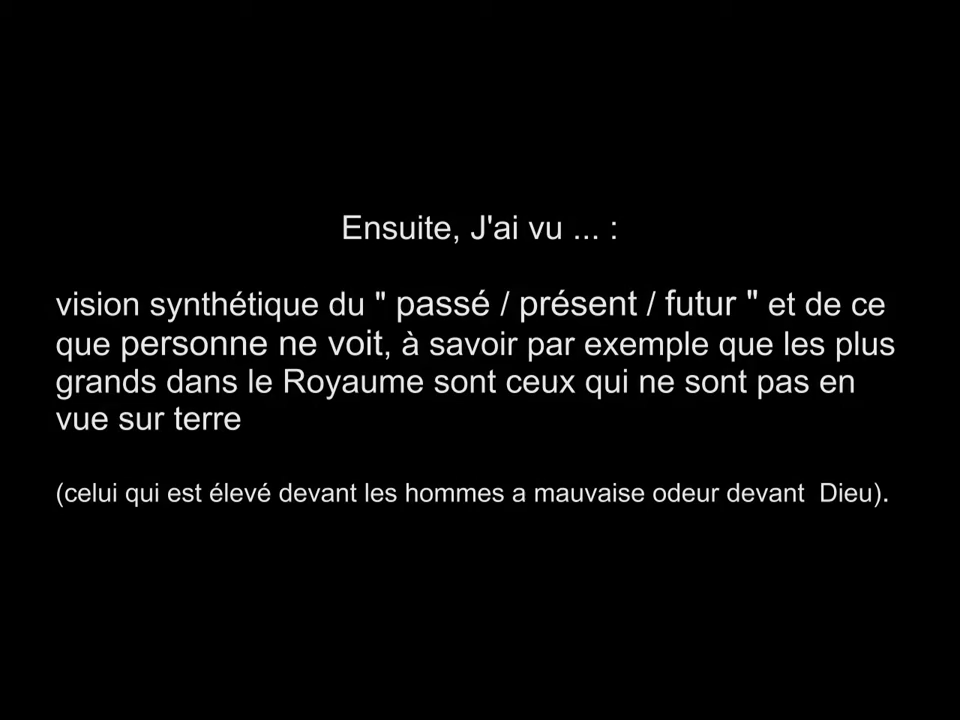 Ensuite, J'ai vu ... :
vision synthétique du " passé / présent / futur " et de ce
que personne ne voit, à savoir par exemple que les plus
grands dans le Royaume sont ceux qui ne sont pas en
vue sur terre
(celui qui est élevé devant les hommes a mauvaise odeur devant  Dieu).